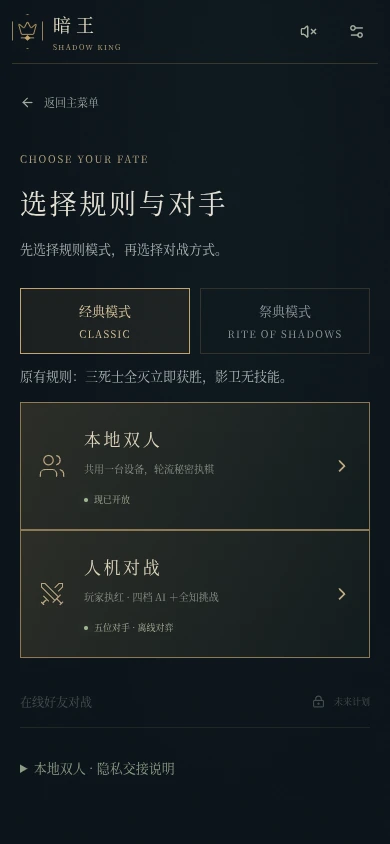 暗王
SHADOW KING
返回主菜单
CHOOSE YOUR FATE
选择规则与对手
先选择规则模式，再选择对战方式。
经典模式
CLASSIC
祭典模式
RITE OF SHADOWS
原有规则：三死士全灭立即获胜，影卫无技能。
本地双人
共用一台设备，轮流秘密执棋
现已开放
人机对战
玩家执红 · 四档 AI ＋全知挑战
五位对手 · 离线对弈
在线好友对战
未来计划
本地双人 · 隐私交接说明